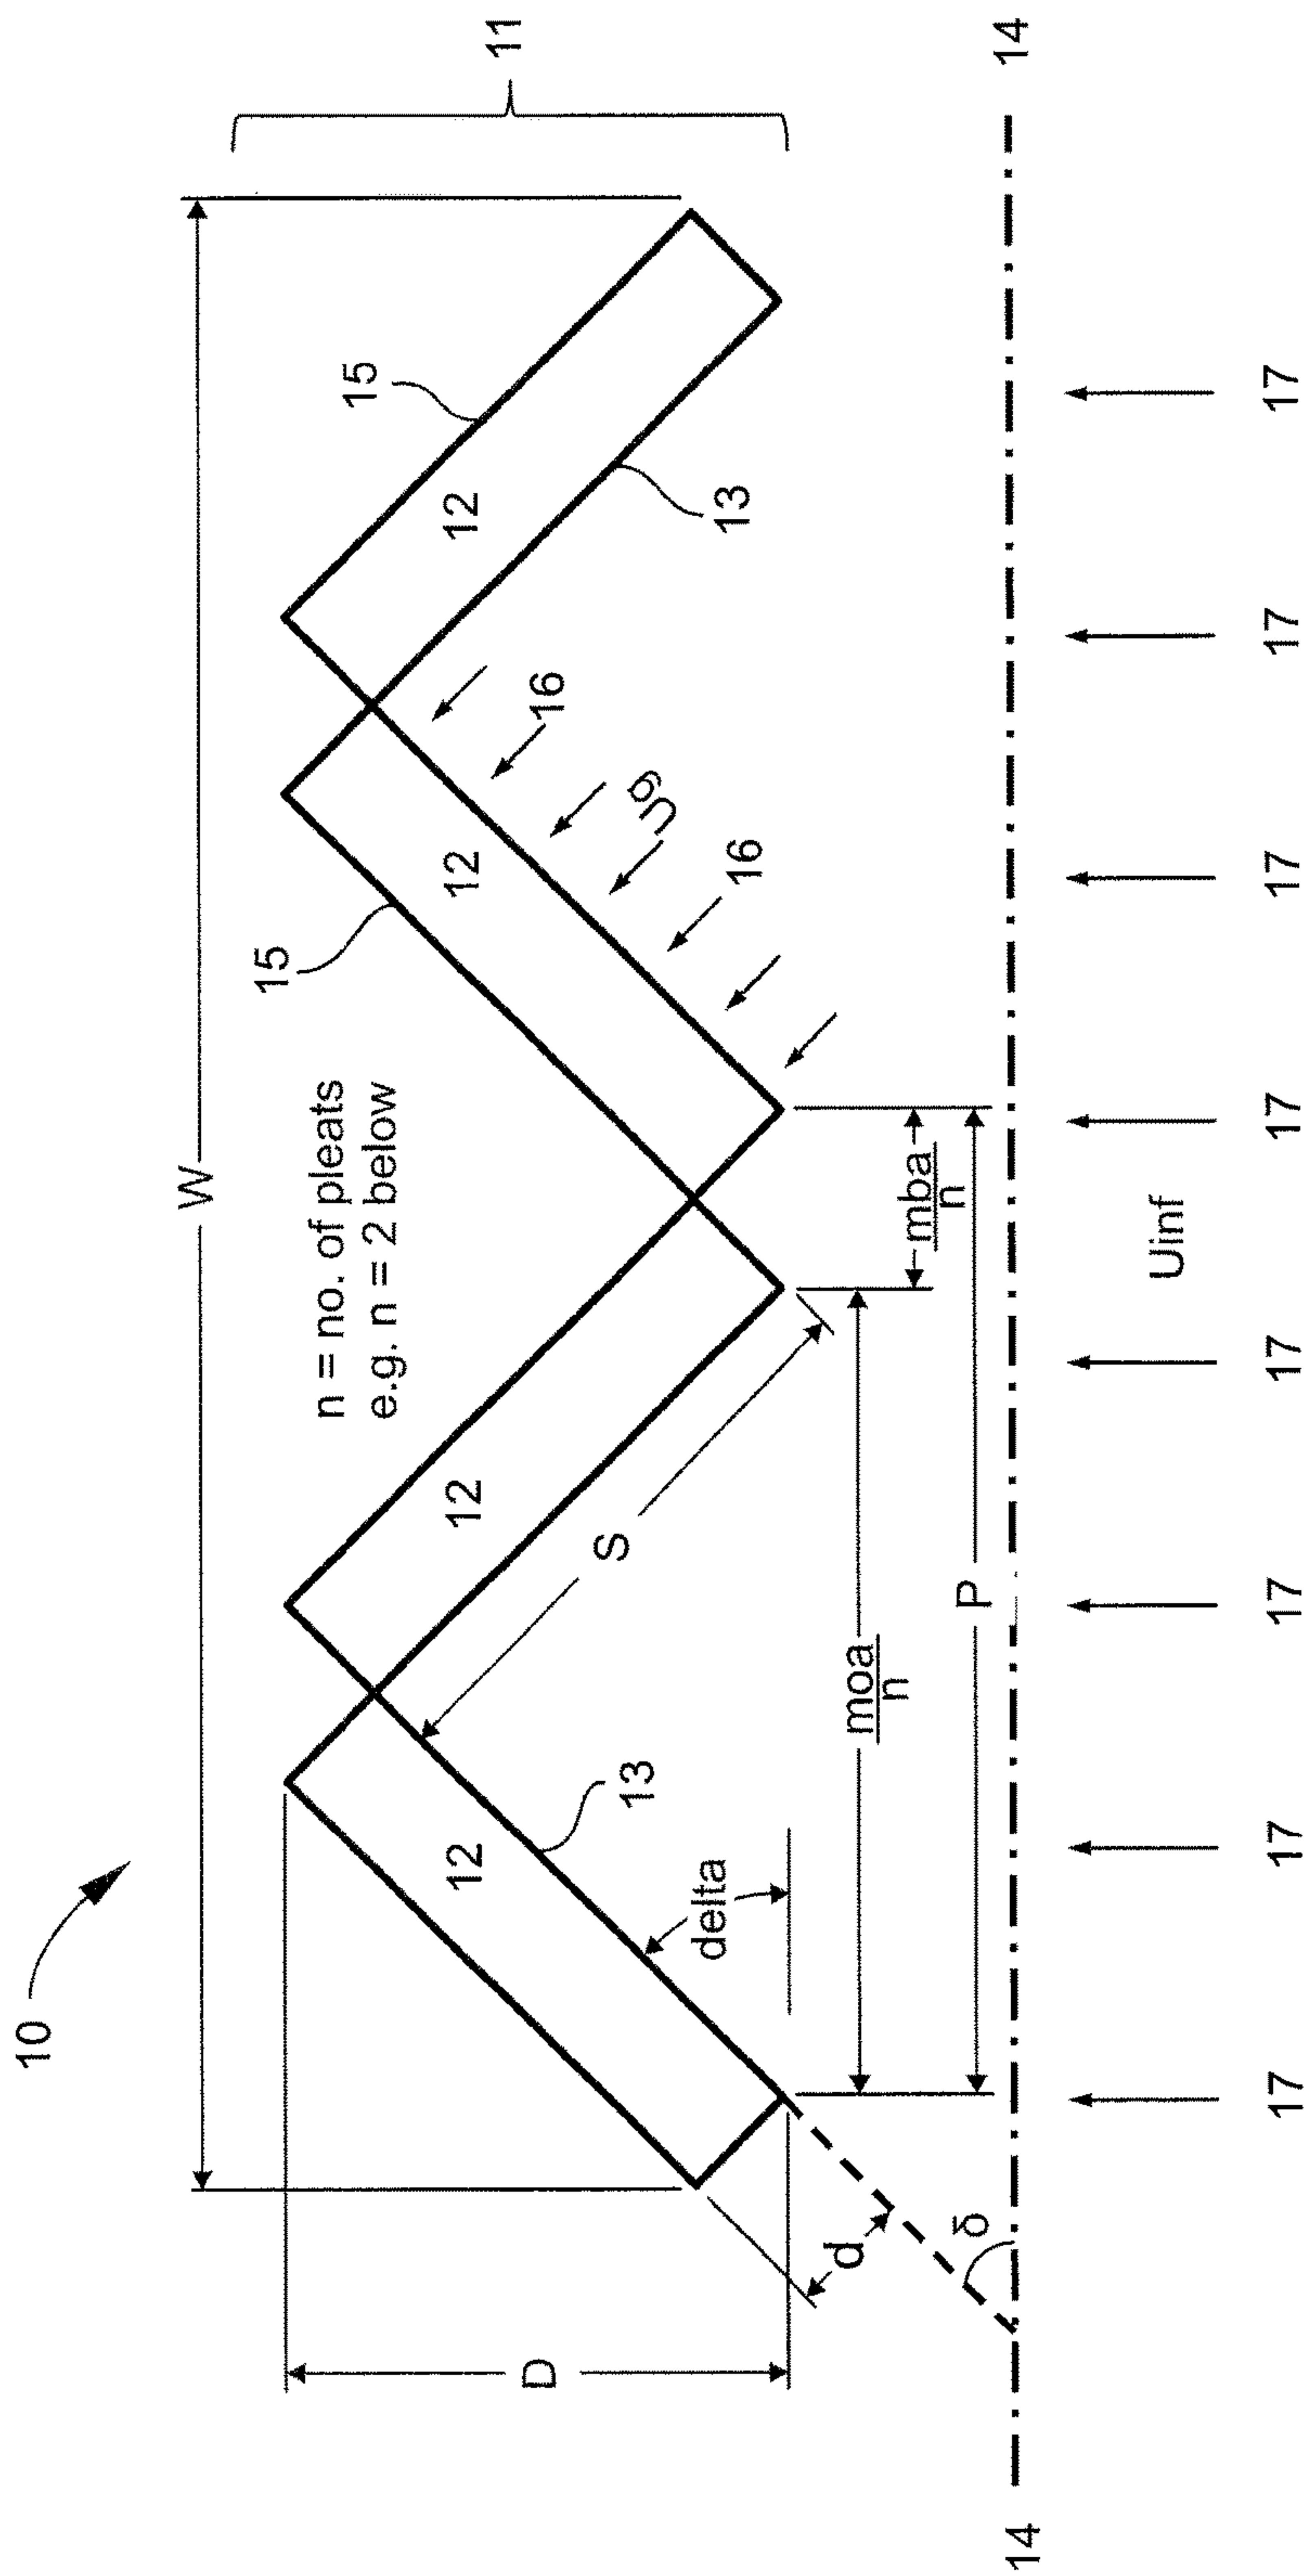 10
W
11
n = no. of pleats
e.g. n = 2 below
15
15
12
12
12
12
13
13
16
16
Ug
S
D
d
delta
δ
moa
n
mba
n
P
14
14
Uinf
17
17
17
17
17
17
17
17